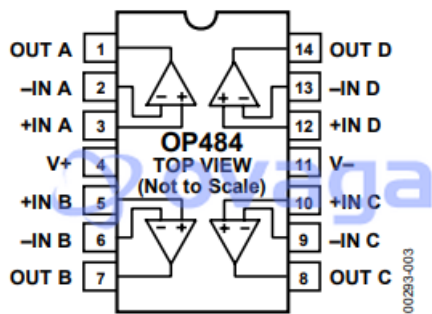 OUT A 1 14 OUT D
–IN A 2 – + + – 13 –IN D
+IN A 3 12 +IN D
OP484
V+ 4 TOP VIEW 11 V–
(Not to Scale)
+IN B 5 10 +IN C
ovaga
–IN B 6 – + + – 9 –IN C
OUT B 7 8 OUT C
00293-003